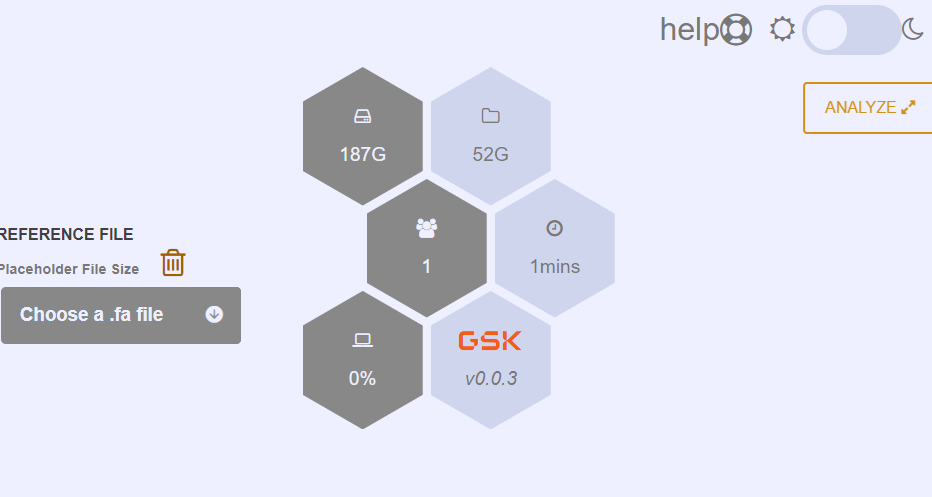 help
ANALYZE
187G
52G
REFERENCE FILE
Placeholder File Size
1
1mins
Choose a .fa file
GSK
0%
v0.0.3